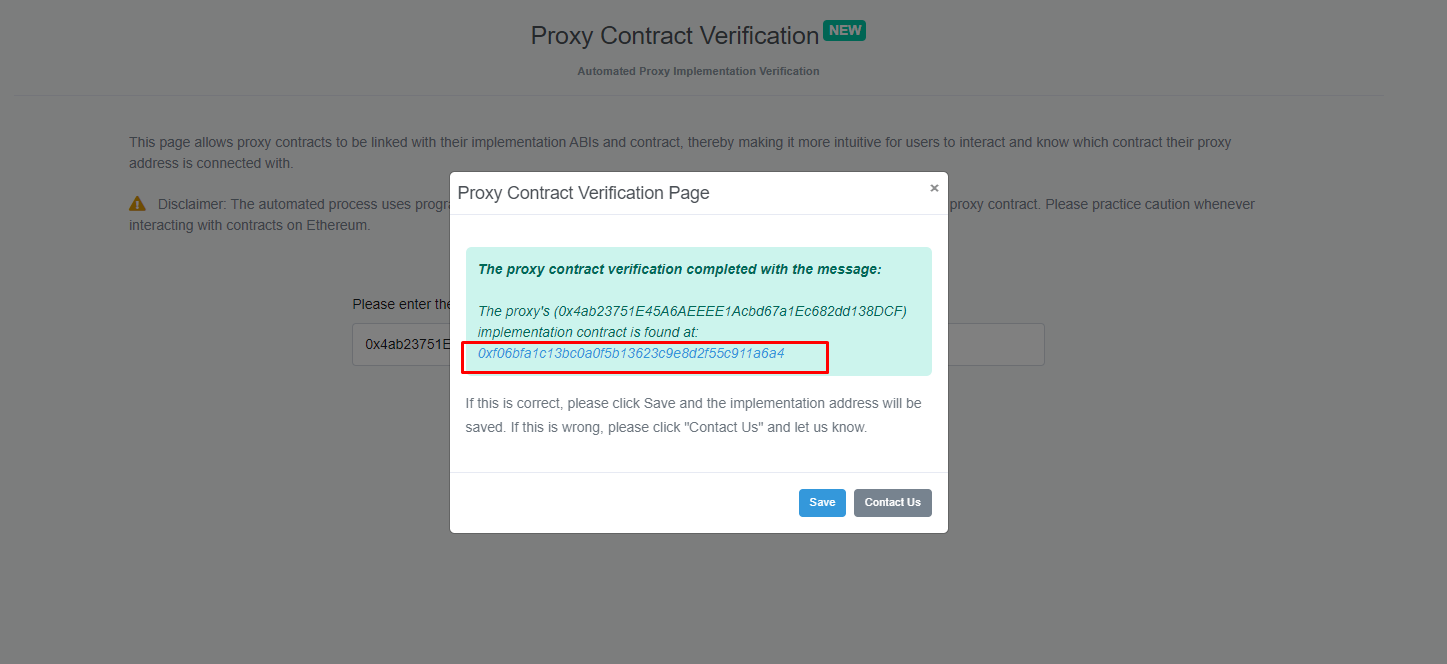 Proxy Contract Verification NEW
Automated Proxy Implementation Verification
This page allows proxy contracts to be linked with their implementation ABIs and contract, thereby making it more intuitive for users to interact and know which contract their proxy
address is connected with.
Disclaimer: The automated process uses
proxy contract. Please practice caution whenever
interacting with contracts on Ethereum.
Please enter
0x4ab23751E
Proxy Contract Verification Page
×
The proxy contract verification completed with the message:
The proxy's (0x4ab23751E45A6AEEEE1Acbd67a1Ec682dd138DCF)
implementation contract is found at:
0xf06bfa1c13bc0a0f5b13623c9e8d2f55c911a6a4
If this is correct, please click Save and the implementation address will be
saved. If this is wrong, please click "Contact Us" and let us know.
Save
Contact Us